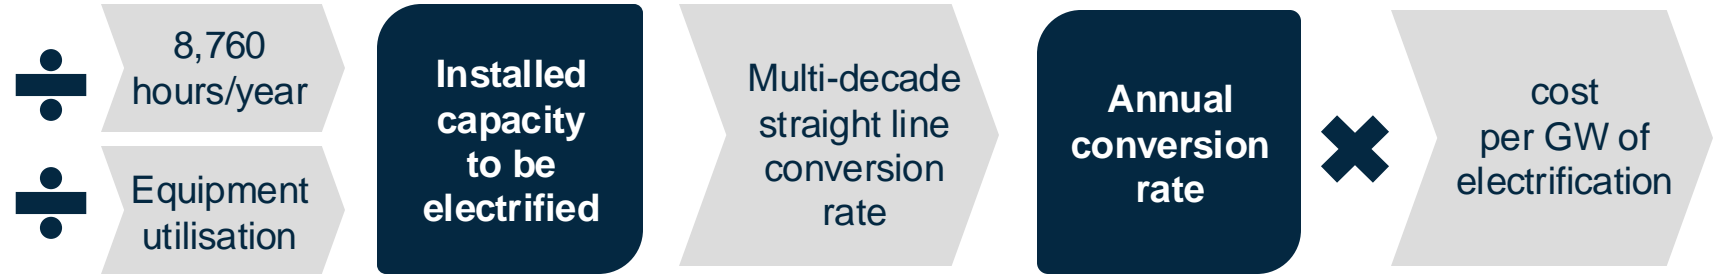 8,760
hours/year
Equipment
utilisation
Installed
capacity
to be
electrified
Multi-decade
straight line
conversion
rate
Annual
conversion
rate
cost
per GW of
electrification